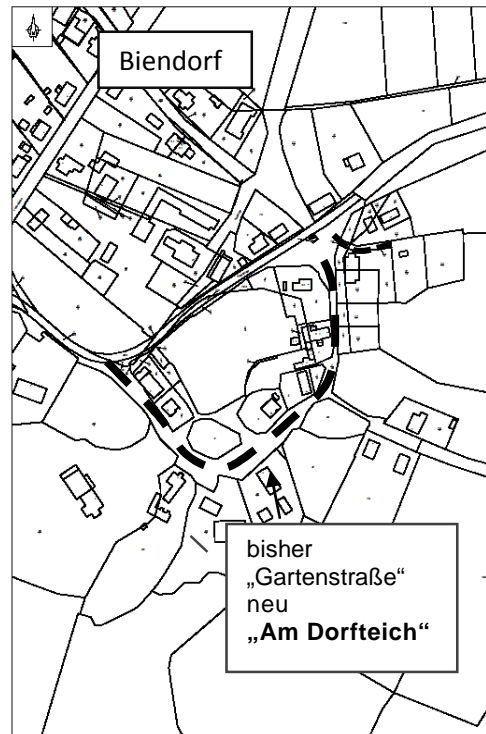 Biendorf
bisher
„Gartenstraße“
neu
„Am Dorfteich“